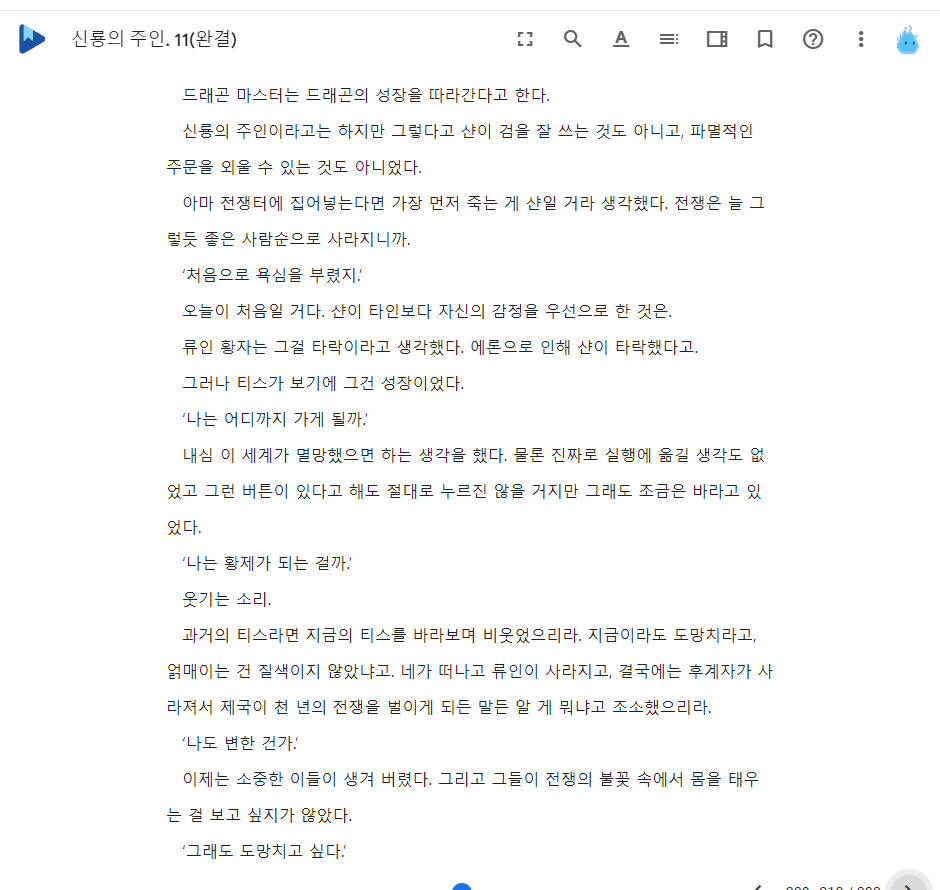 신룡의 주인. 11(완결)
드래곤 마스터는 드래곤의 성장을 따라간다고 한다.
신룡의 주인이라고는 하지만 그렇다고 샨이 검을 잘 쓰는 것도 아니고, 파멸적인
주문을 외울 수 있는 것도 아니었다.
아마 전쟁터에 집어넣는다면 가장 먼저 죽는 게 샨일 거라 생각했다. 전쟁은 늘 그
렇듯 좋은 사람순으로 사라지니까.
‘처음으로 욕심을 부렸지.’
오늘이 처음일 거다. 샨이 타인보다 자신의 감정을 우선으로 한 것은.
류인 황자는 그걸 타락이라고 생각했다. 에론으로 인해 샨이 타락했다고.
그러나 티스가 보기에 그건 성장이었다.
‘나는 어디까지 가게 될까.’
내심 이 세계가 멸망했으면 하는 생각을 했다. 물론 진짜로 실행에 옮길 생각도 없
었고 그런 버튼이 있다고 해도 절대로 누르진 않을 거지만 그래도 조금은 바라고 있
었다.
‘나는 황제가 되는 걸까.’
웃기는 소리.
과거의 티스라면 지금의 티스를 바라보며 비웃었으리라. 지금이라도 도망치라고,
얽매이는 건 질색이지 않았냐고. 네가 떠나고 류인이 사라지고, 결국에는 후계자가 사
라져서 제국이 천 년의 전쟁을 벌이게 되든 말든 알 게 뭐냐고 조소했으리라.
‘나도 변한 건가.’
이제는 소중한 이들이 생겨 버렸다. 그리고 그들이 전쟁의 불꽃 속에서 몸을 태우
는 걸 보고 싶지가 않았다.
‘그래도 도망치고 싶다.’